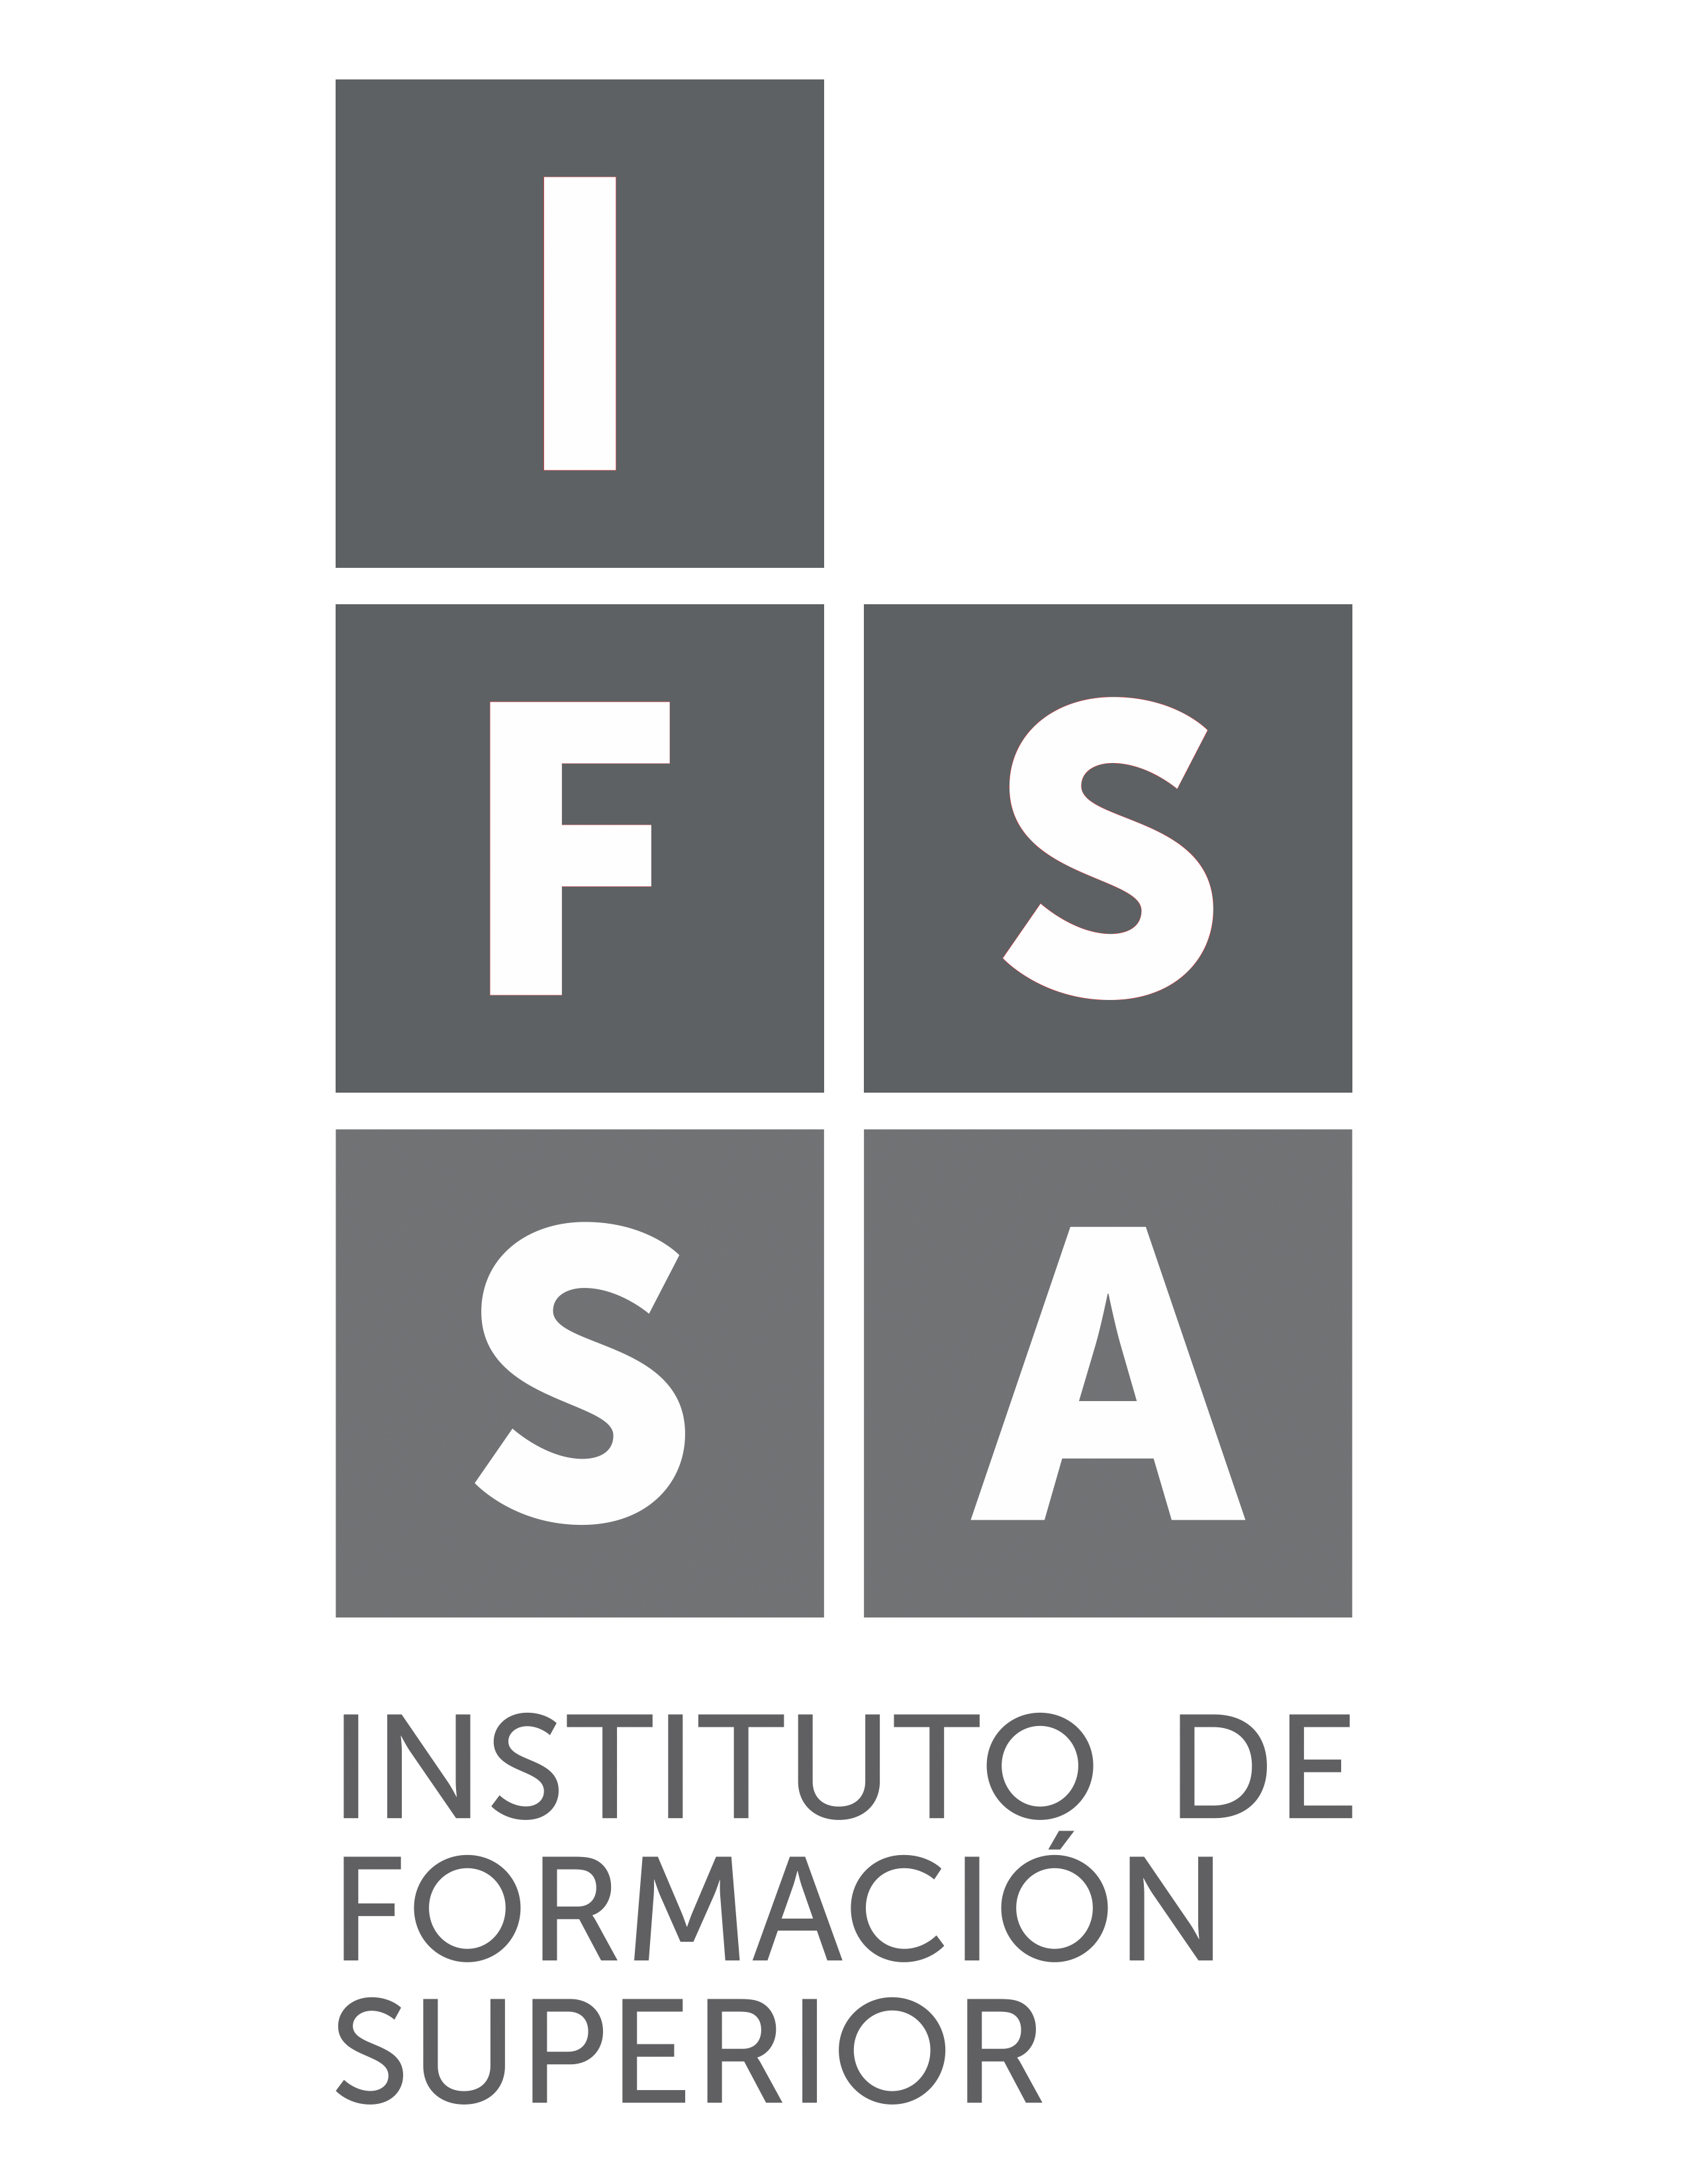 I
F S
S A
INSTITUTO DE
FORMACIÓN
SUPERIOR